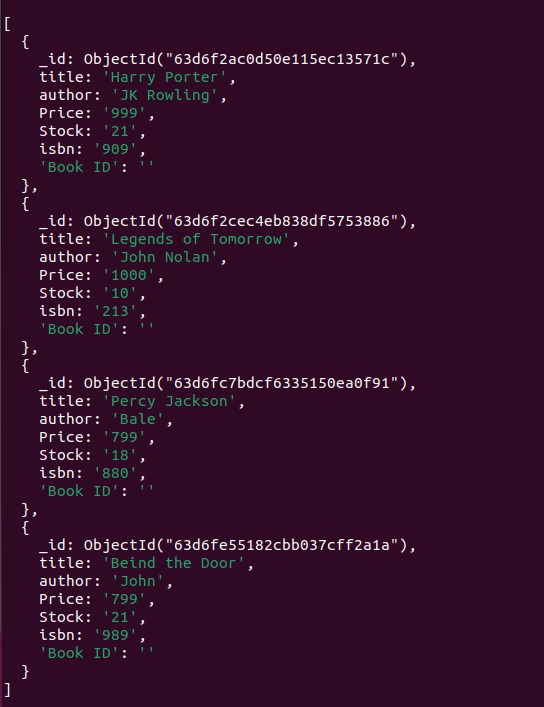 [
  {
    _id: ObjectId("63d6f2ac0d50e115ec13571c"),
    title: 'Harry Porter',
    author: 'JK Rowling',
    Price: '999',
    Stock: '21',
    isbn: '909',
    'Book ID': ''
  },
  {
    _id: ObjectId("63d6f2cec4eb838df5753886"),
    title: 'Legends of Tomorrow',
    author: 'John Nolan',
    Price: '1000',
    Stock: '10',
    isbn: '213',
    'Book ID': ''
  },
  {
    _id: ObjectId("63d6fc7bdcf6335150ea0f91"),
    title: 'Percy Jackson',
    author: 'Bale',
    Price: '799',
    Stock: '18',
    isbn: '880',
    'Book ID': ''
  },
  {
    _id: ObjectId("63d6fe55182cbb037cff2a1a"),
    title: 'Beind the Door',
    author: 'John',
    Price: '799',
    Stock: '21',
    isbn: '989',
    'Book ID': ''
  }
]